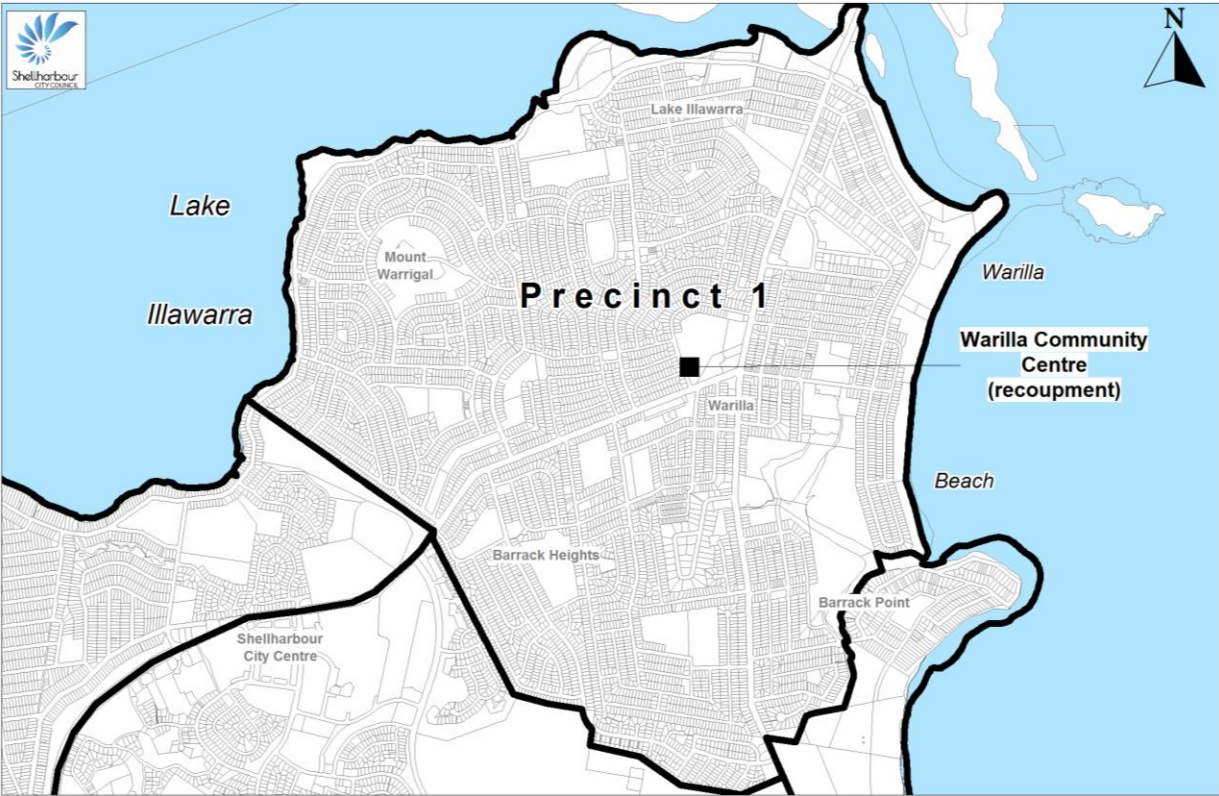 Shellharbour
CITY COUNCIL
N
Lake Illawarra
Lake
Mount
Warrigal
Warilla
Precinct 1
Illawarra
Warilla Community
Centre
(recoupment)
Warilla
Beach
Barrack Heights
Barrack Point
Shellharbour
City Centre